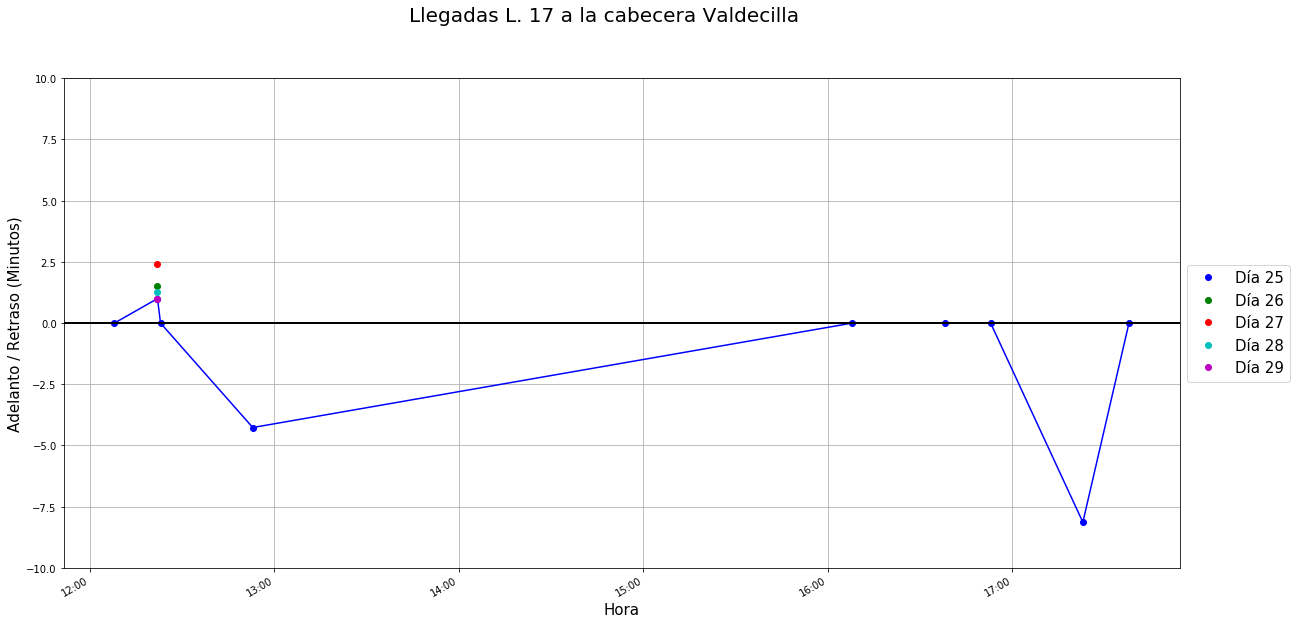 Llegadas L. 17 a la cabecera Valdecilla
10.0
7.5
5.0
2.5
0.0
−2.5
−5.0
−7.5
−10.0
Adelanto / Retraso (Minutos)
12:00
13:00
14:00
15:00
16:00
17:00
Hora
Día 25
Día 26
Día 27
Día 28
Día 29